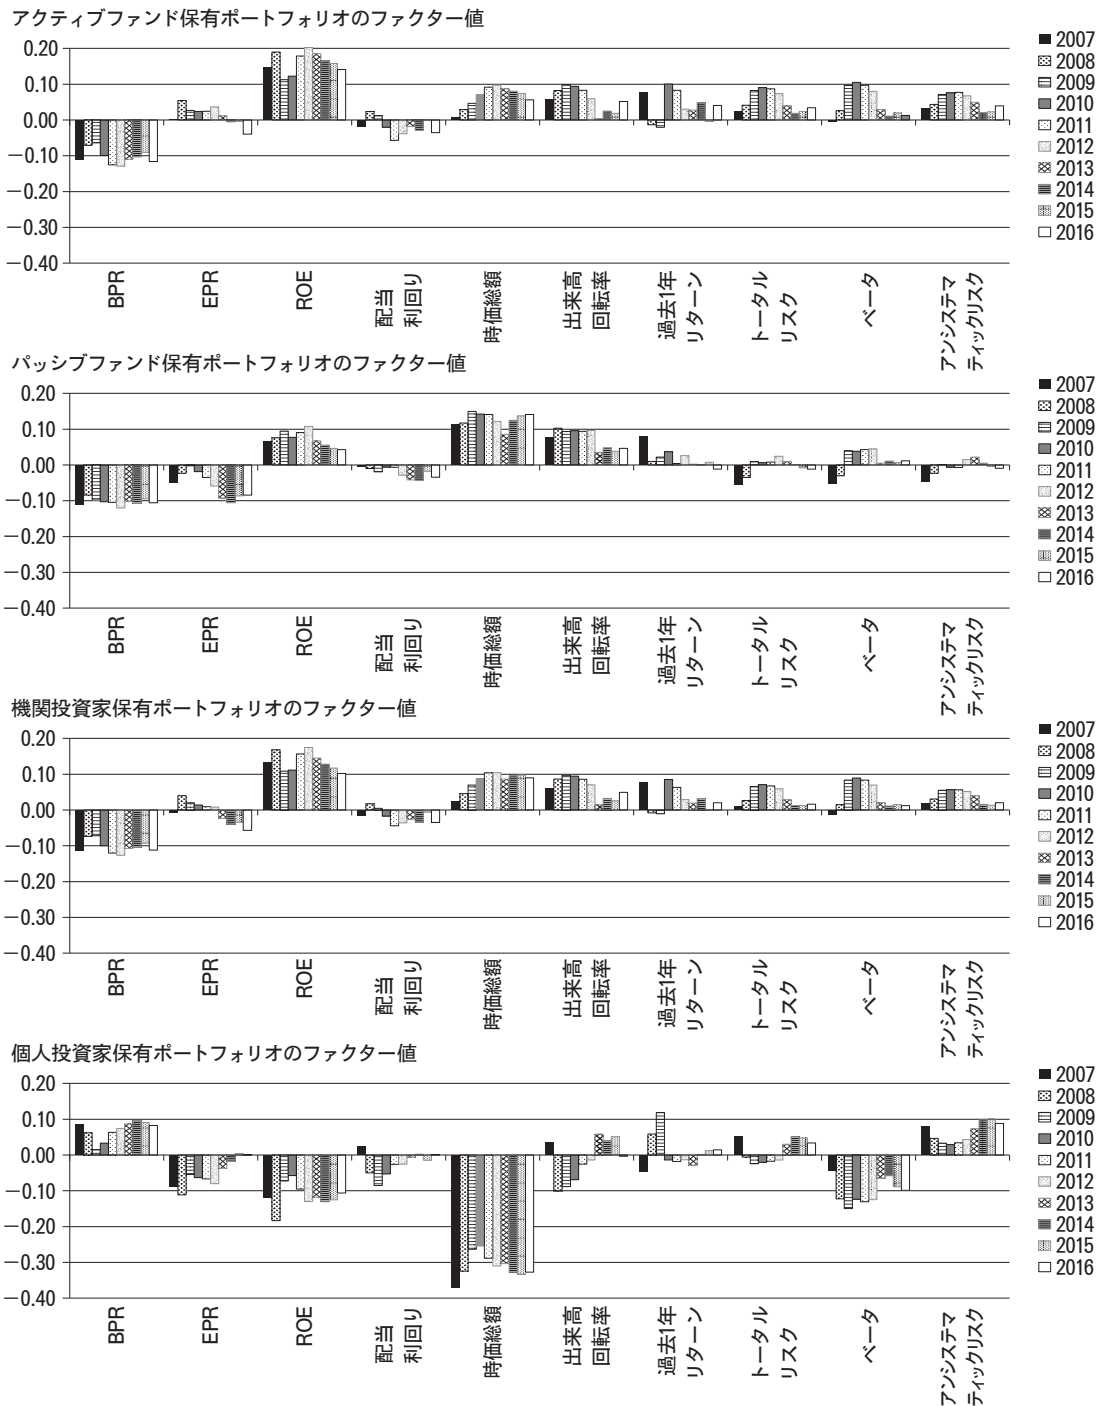 アクティブファンド保有ポートフォリオのファクター値
0.20
0.10
0.00
−0.10
−0.20
−0.30
−0.40
BPR
EPR
ROE
配当
利回り
時価総額
出来高
回転率
過去1年
リターン
トータル
リスク
ベータ
アンシステマ
ティックリスク
2007
2008
2009
2010
2011
2012
2013
2014
2015
2016
パッシブファンド保有ポートフォリオのファクター値
0.20
0.10
0.00
−0.10
−0.20
−0.30
−0.40
BPR
EPR
ROE
配当
利回り
時価総額
出来高
回転率
過去1年
リターン
トータル
リスク
ベータ
アンシステマ
ティックリスク
2007
2008
2009
2010
2011
2012
2013
2014
2015
2016
機関投資家保有ポートフォリオのファクター値
0.20
0.10
0.00
−0.10
−0.20
−0.30
−0.40
BPR
EPR
ROE
配当
利回り
時価総額
出来高
回転率
過去1年
リターン
トータル
リスク
ベータ
アンシステマ
ティックリスク
2007
2008
2009
2010
2011
2012
2013
2014
2015
2016
個人投資家保有ポートフォリオのファクター値
0.20
0.10
0.00
−0.10
−0.20
−0.30
−0.40
BPR
EPR
ROE
配当
利回り
時価総額
出来高
回転率
過去1年
リターン
トータル
リスク
ベータ
アンシステマ
ティックリスク
2007
2008
2009
2010
2011
2012
2013
2014
2015
2016